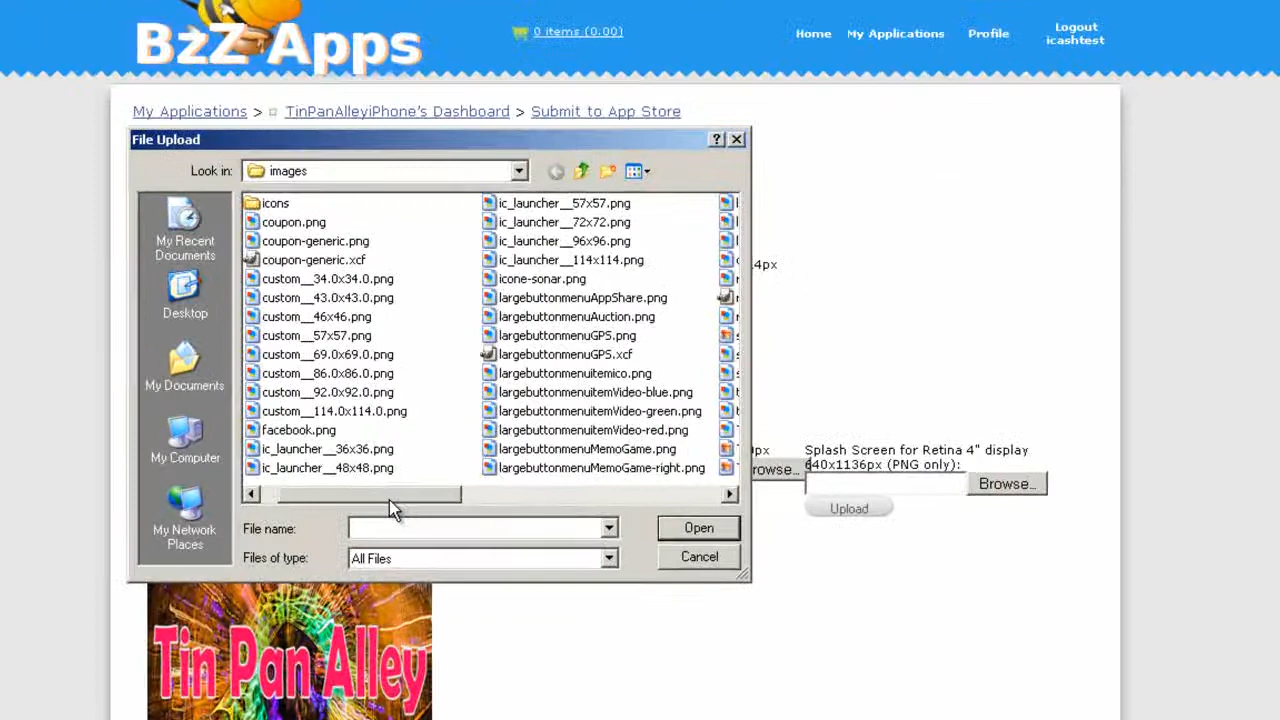 BzZ Apps
0 items (0.00)
Home My Applications Profile Logout
icashtest
My Applications > TinPanAlleyiPhone's Dashboard > Submit to App Store
File Upload
Look in: images
My Recent
Documents
Desktop
My Documents
My Computer
My Network
Places
icons
coupon.png
coupon-generic.png
coupon-generic.xcf
custom__34.0x34.0.png
custom__43.0x43.0.png
custom__46x46.png
custom__57x57.png
custom__69.0x69.0.png
custom__86.0x86.0.png
custom__92.0x92.0.png
custom__114.0x114.0.png
facebook.png
ic_launcher__36x36.png
ic_launcher__48x48.png
ic_launcher__57x57.png
ic_launcher__72x72.png
ic_launcher__96x96.png
ic_launcher__114x114.png
icone-sonar.png
largebuttonmenuAppShare.png
largebuttonmenuAuction.png
largebuttonmenuGPS.png
largebuttonmenuGPS.xcf
largebuttonmenuitemico.png
largebuttonmenuitemVideo-blue.png
largebuttonmenuitemVideo-green.png
largebuttonmenuitemVideo-red.png
largebuttonmenuMemoGame.png
largebuttonmenuMemoGame-right.png
File name: Open
Files of type: All Files Cancel
4px
0px
rowse...
Splash Screen for Retina 4" display
640x1136px (PNG only):
Browse...
Upload
Tin Pan Alley